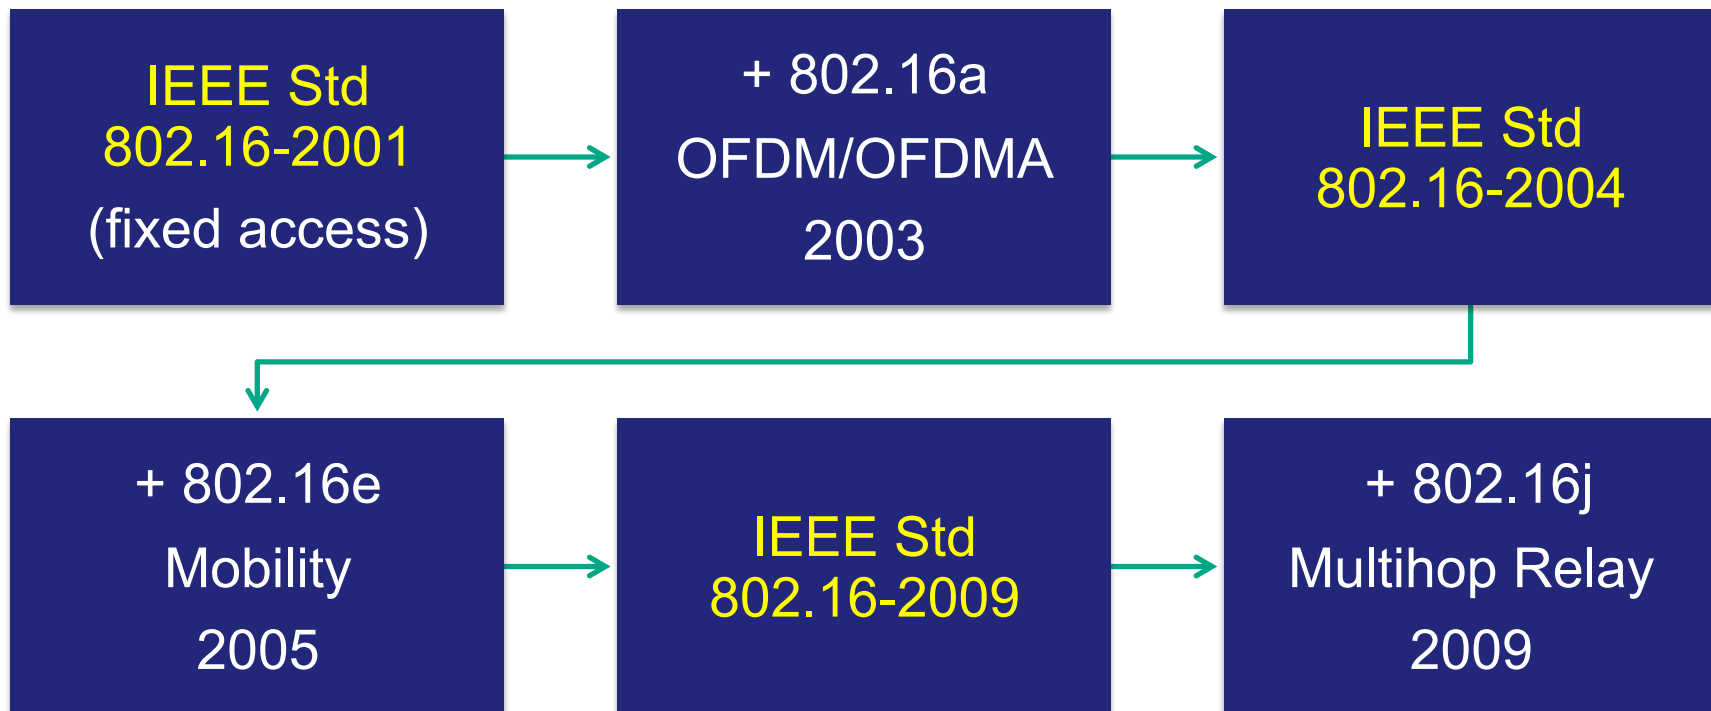 IEEE Std
802.16-2001
(fixed access)
+ 802.16a
OFDM/OFDMA
2003
IEEE Std
802.16-2004
+ 802.16e
Mobility
2005
IEEE Std
802.16-2009
+ 802.16j
Multihop Relay
2009